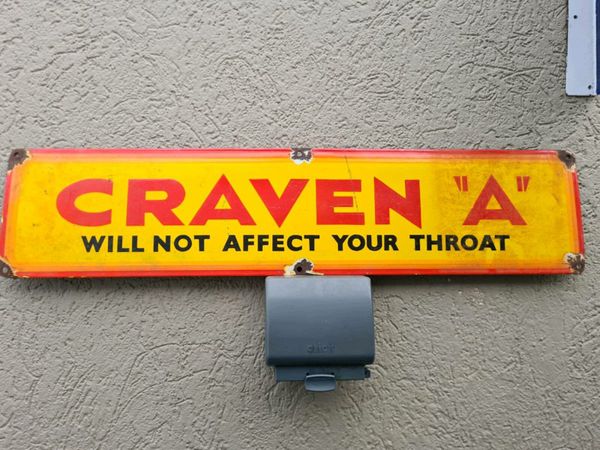 CRAVEN "A"
WILL NOT AFFECT YOUR THROAT